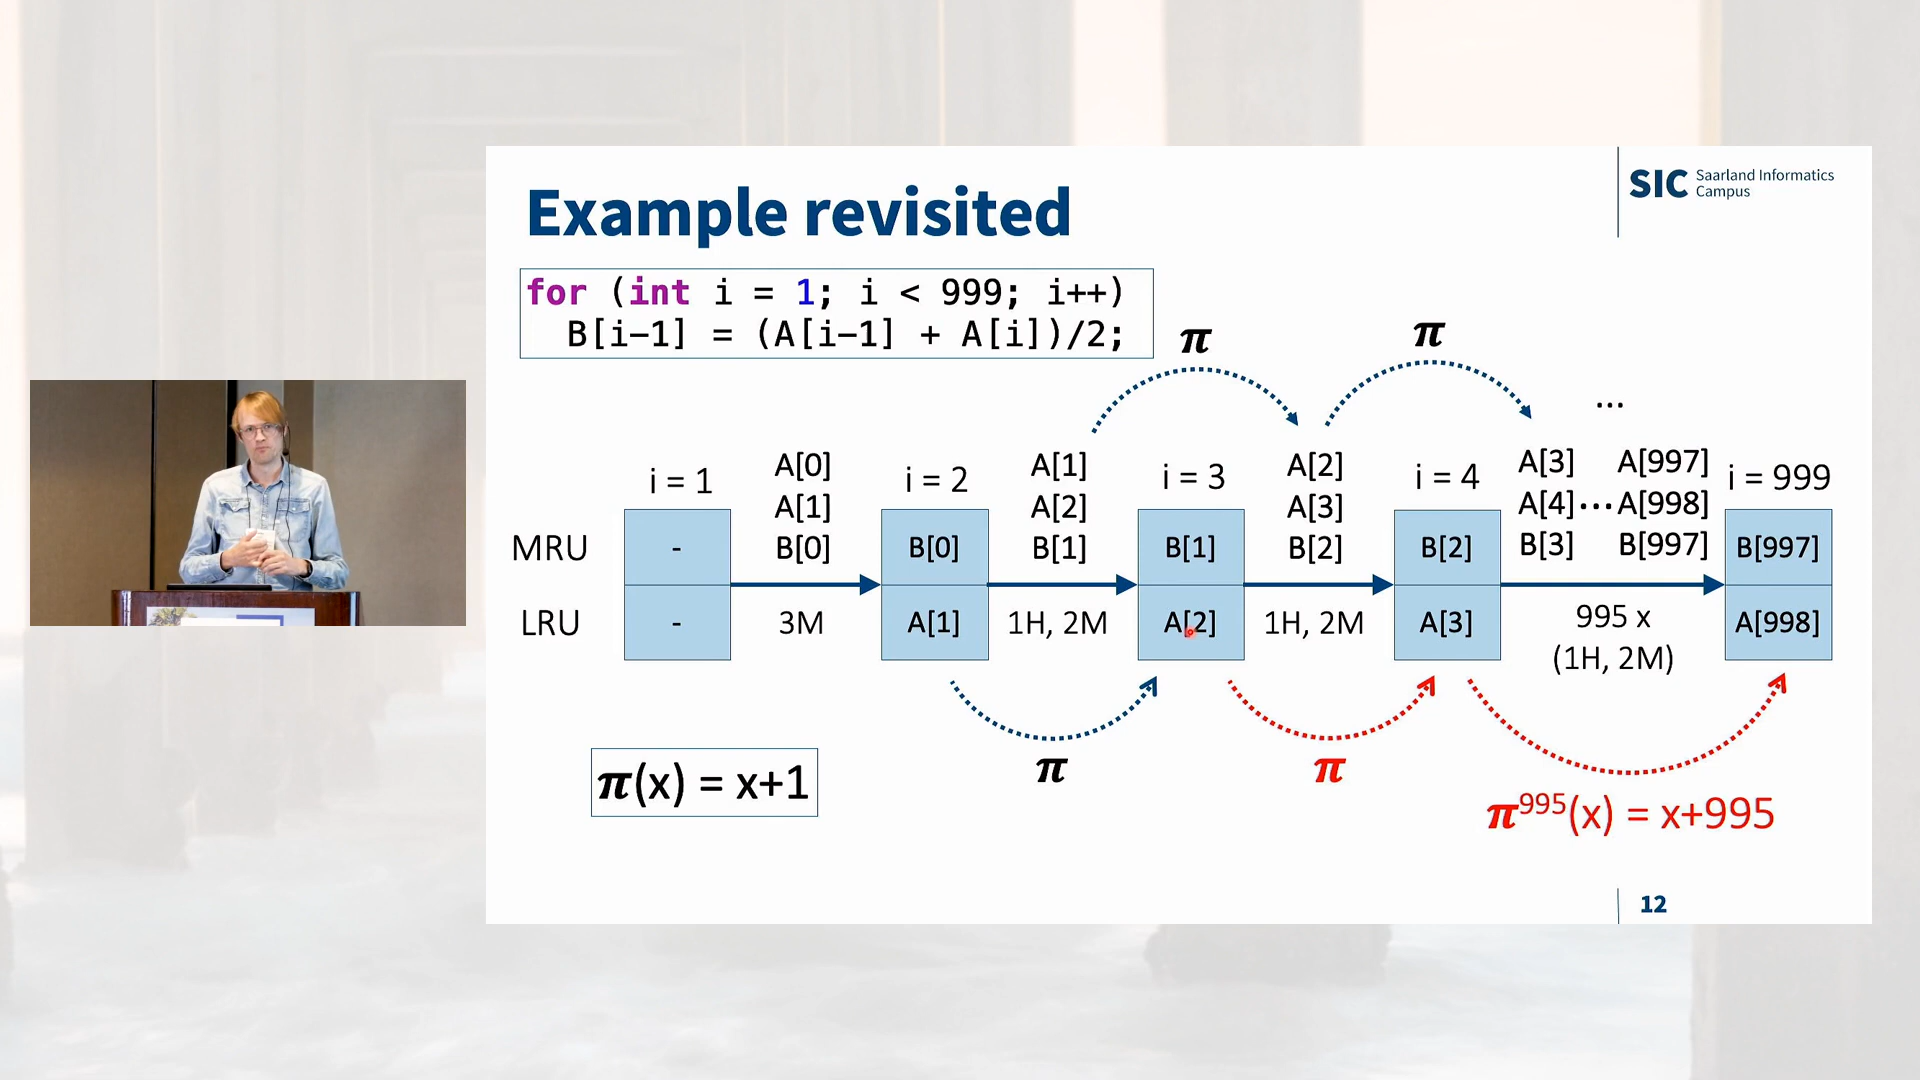 Example revisited
SIC Saarland Informatics Campus
for (int i = 1; i < 999; i++)
B[i−1] = (A[i−1] + A[i])/2;
π
π
...
i = 1
A[0]
A[1]
B[0]
i = 2
A[1]
A[2]
B[1]
i = 3
A[2]
A[3]
B[2]
i = 4
A[3] A[997]
A[4]...A[998]
B[3] B[997]
i = 999
MRU - B[0] B[1] B[2] B[997]
LRU - 3M A[1] 1H, 2M A[2] 1H, 2M A[3] 995 x A[998]
(1H, 2M)
π
π
π(x) = x+1
π⁹⁹⁵(x) = x+995
12